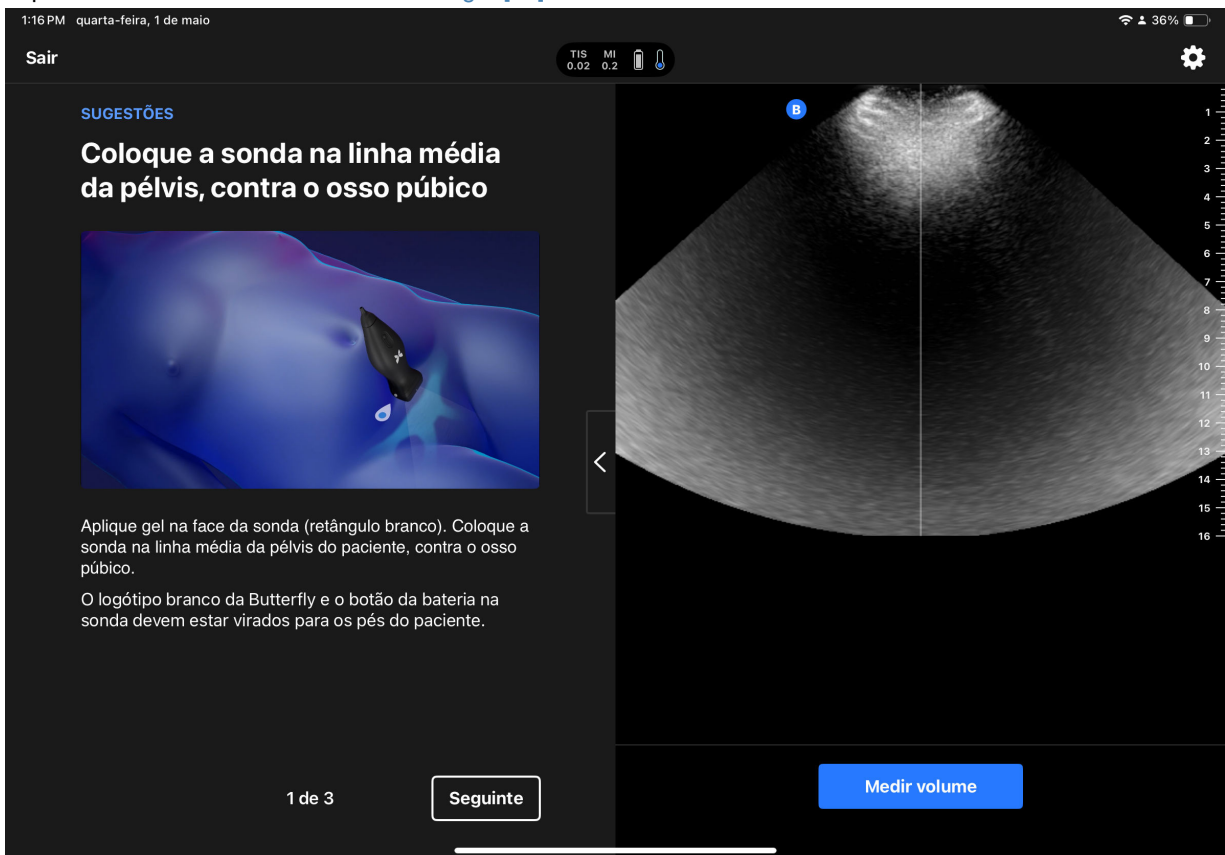 1:16 PM quarta-feira, 1 de maio
36%
Sair
TIS MI
0.02 0.2
SUGESTÕES
Coloque a sonda na linha média
da pélvis, contra o osso púbico
Aplique gel na face da sonda (retângulo branco). Coloque a
sonda na linha média da pélvis do paciente, contra o osso
púbico.
O logótipo branco da Butterfly e o botão da bateria na
sonda devem estar virados para os pés do paciente.
1 de 3
Seguinte
B
1
2
3
4
5
6
7
8
9
10
11
12
13
14
15
16
Medir volume